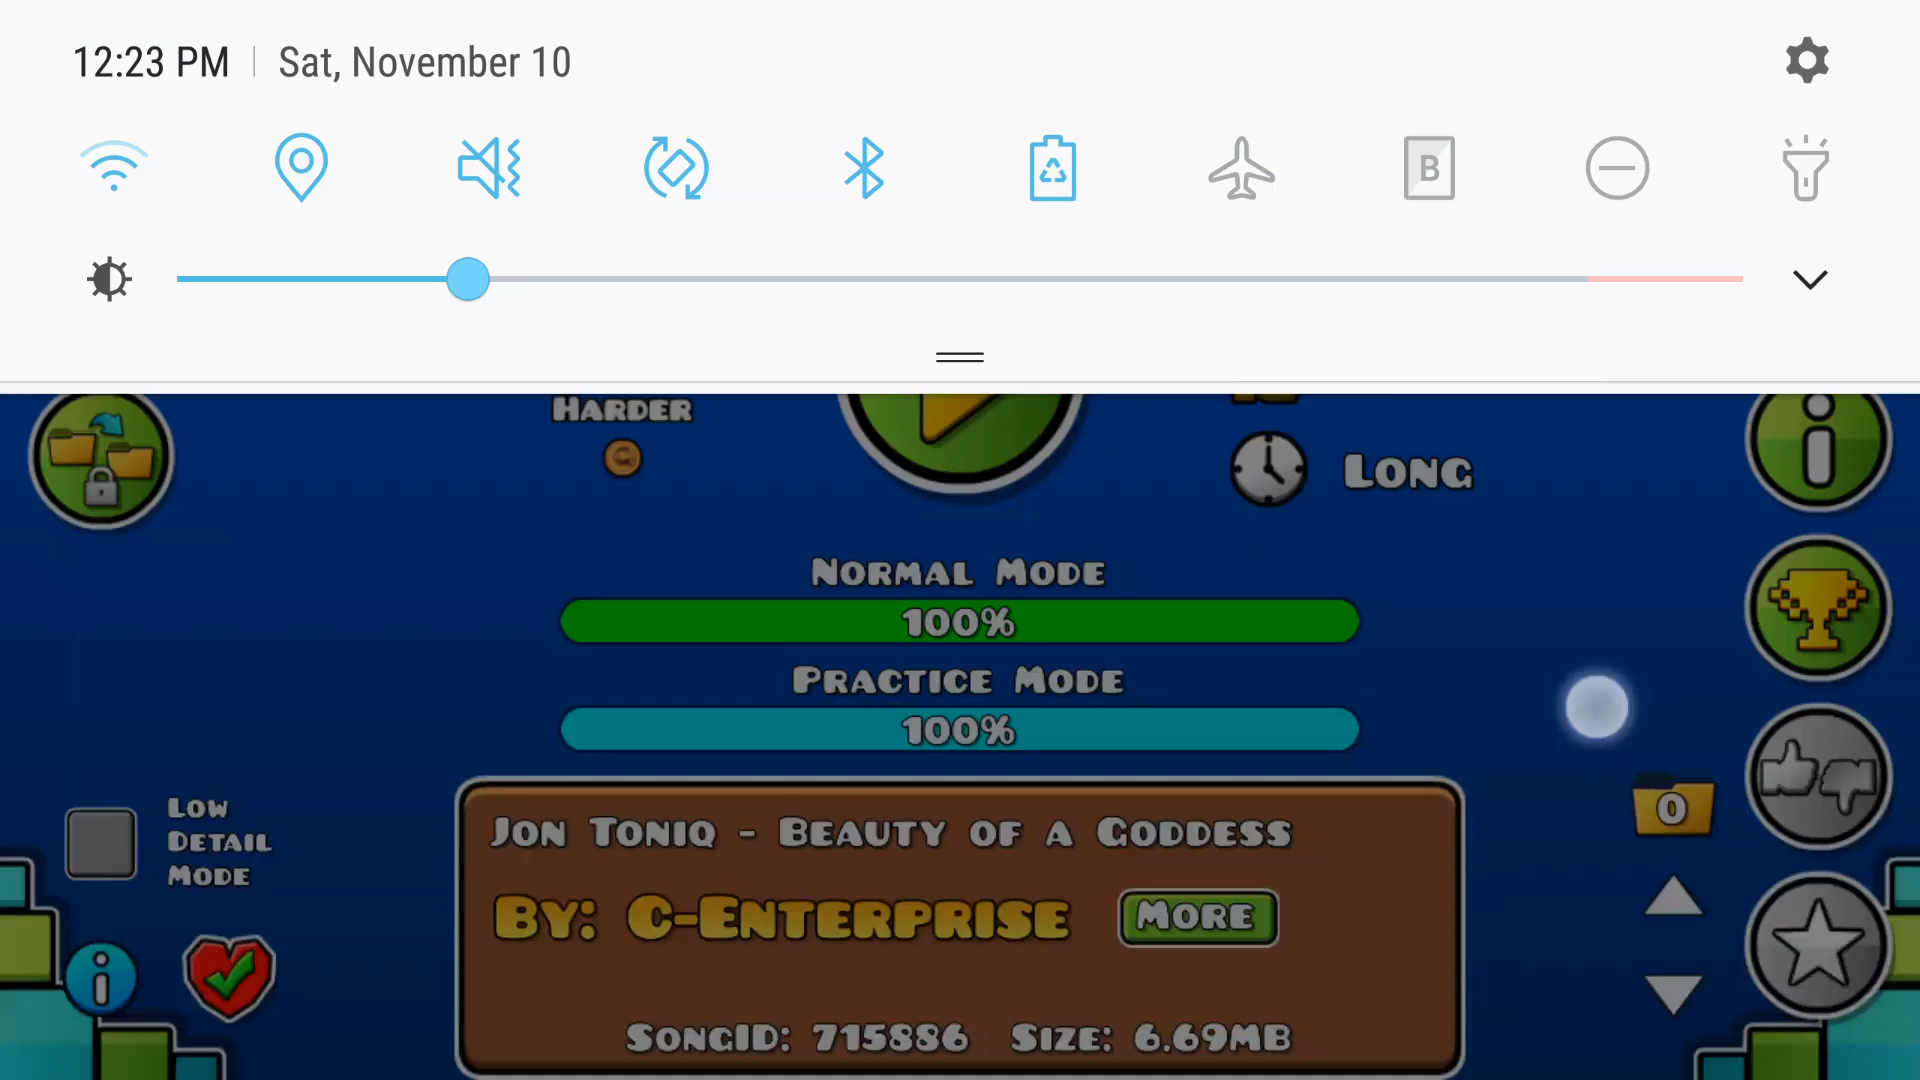 12:23 PM | Sat, November 10
B
Harder
Long
Normal Mode
100%
Practice Mode
100%
Low
Detail
Mode
0
Jon Toniq - Beauty of a Goddess
By: C-Enterprise
More
SongID: 715886 Size: 6.69MB